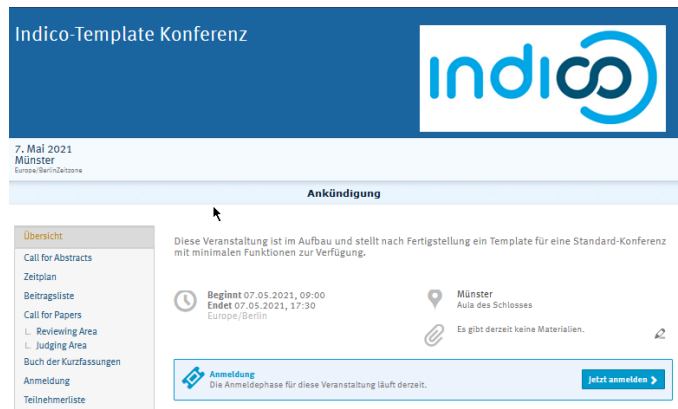 Indico-Template Konferenz
indico
7. Mai 2021
Münster
Europe/BerlinZeitzone
Ankündigung
Übersicht
Call for Abstracts
Zeitplan
Beitragsliste
Call for Papers
Reviewing Area
Judging Area
Buch der Kurzfassungen
Anmeldung
Teilnehmerliste
Diese Veranstaltung ist im Aufbau und stellt nach Fertigstellung ein Template für eine Standard-Konferenz
mit minimalen Funktionen zur Verfügung.
Beginnt 07.05.2021, 09:00
Endet 07.05.2021, 17:30
Europe/Berlin
Münster
Aula des Schlosses
Es gibt derzeit keine Materialien.
Anmeldung
Die Anmeldephase für diese Veranstaltung läuft derzeit.
Jetzt anmelden